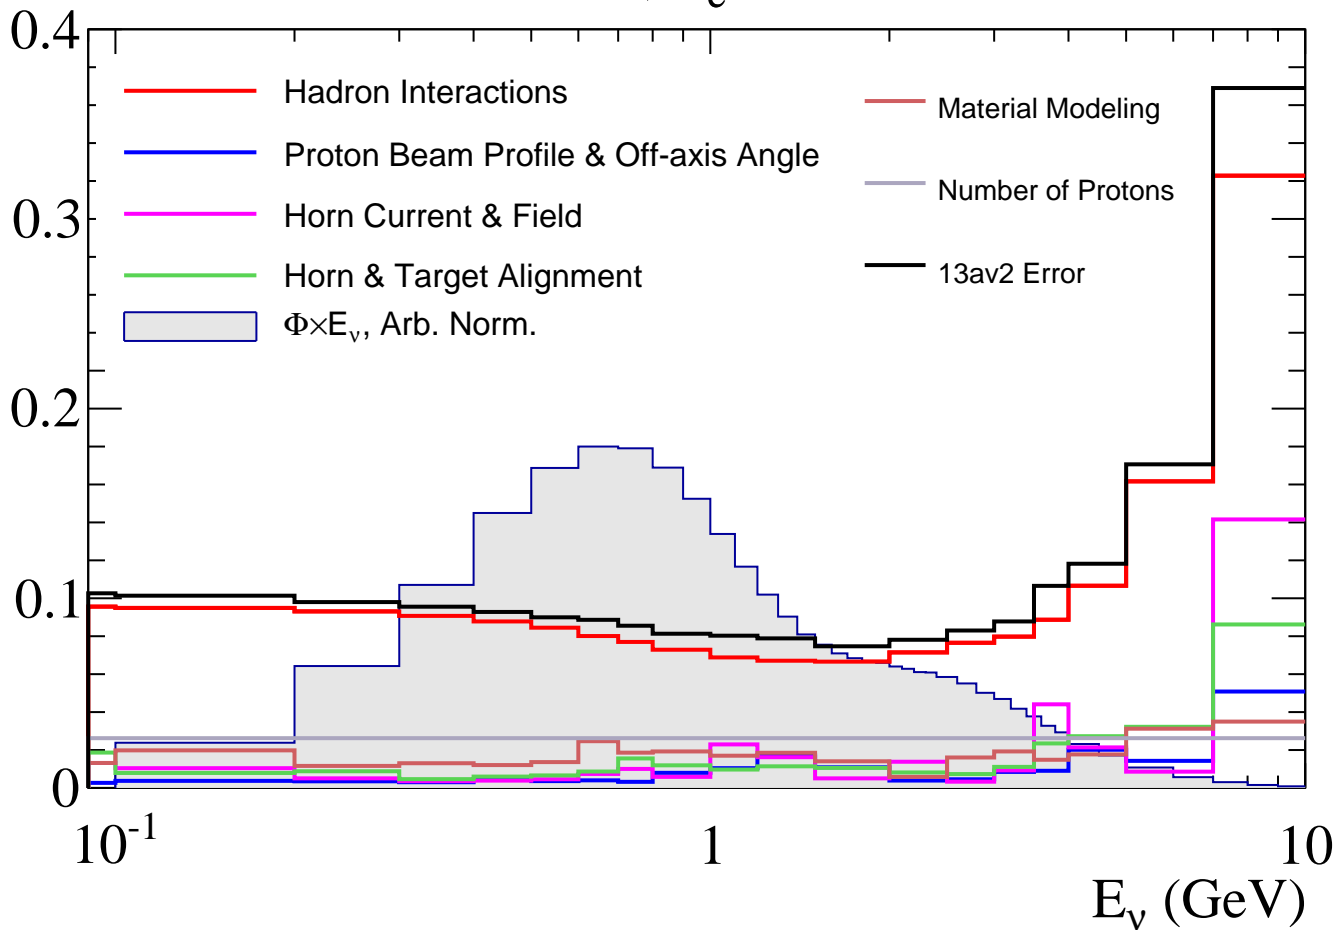 0.4
0.3
0.2
0.1
0
Hadron Interactions
Proton Beam Profile & Off-axis Angle
Horn Current & Field
Horn & Target Alignment
Φ×Eν, Arb. Norm.
Material Modeling
Number of Protons
13av2 Error
10⁻¹ 1 10
Eν (GeV)